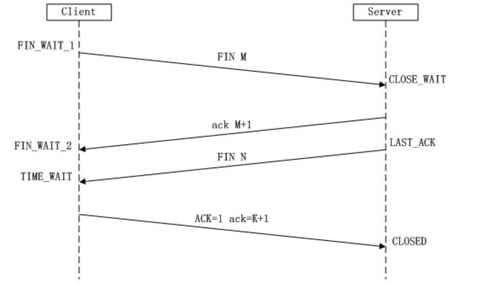 Client
Server
FIN_WAIT_1
FIN M
CLOSE_WAIT
ack M+1
FIN_WAIT_2
LAST_ACK
FIN N
TIME_WAIT
ACK=1 ack=K+1
CLOSED